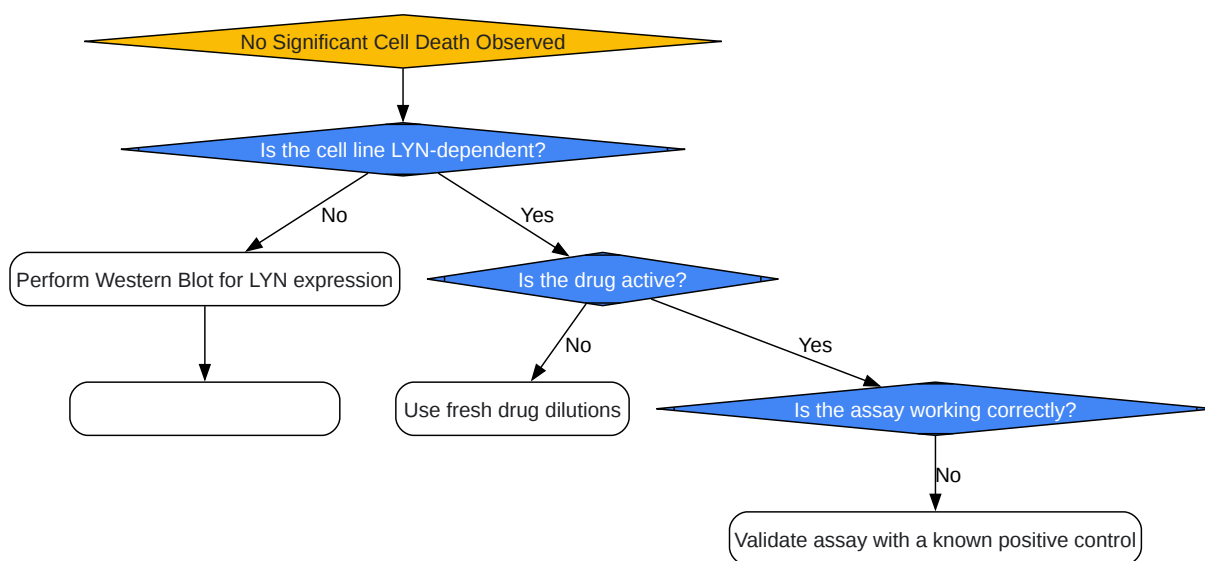 No Significant Cell Death Observed
Is the cell line LYN-dependent?
No
Yes
Perform Western Blot for LYN expression
Is the drug active?
No
Yes
Use fresh drug dilutions
Is the assay working correctly?
No
Validate assay with a known positive control